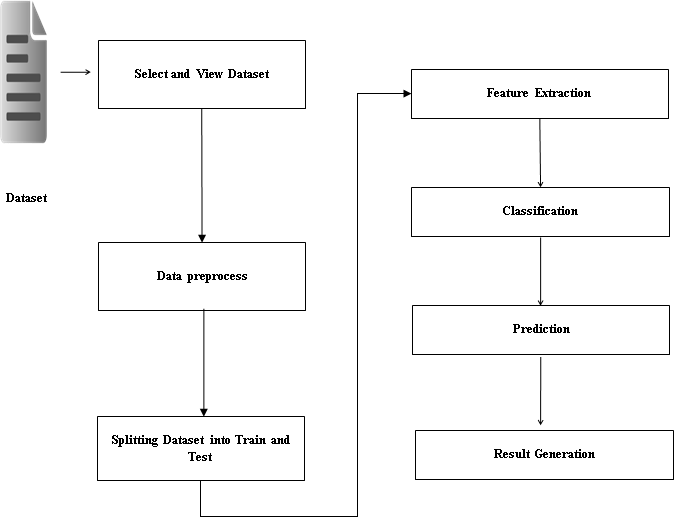 Dataset
Select and View Dataset
Data preprocess
Splitting Dataset into Train and
Test
Feature Extraction
Classification
Prediction
Result Generation